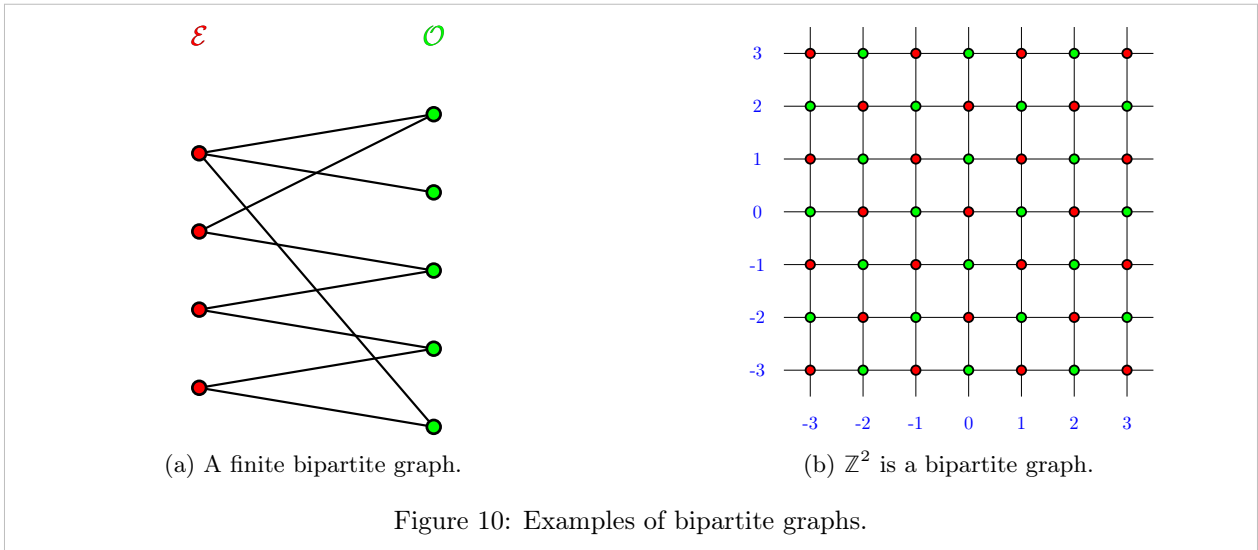 ℰ 𝒪
3
2
1
0
-1
-2
-3
-3 -2 -1 0 1 2 3
(a) A finite bipartite graph.
(b) ℤ² is a bipartite graph.
Figure 10: Examples of bipartite graphs.